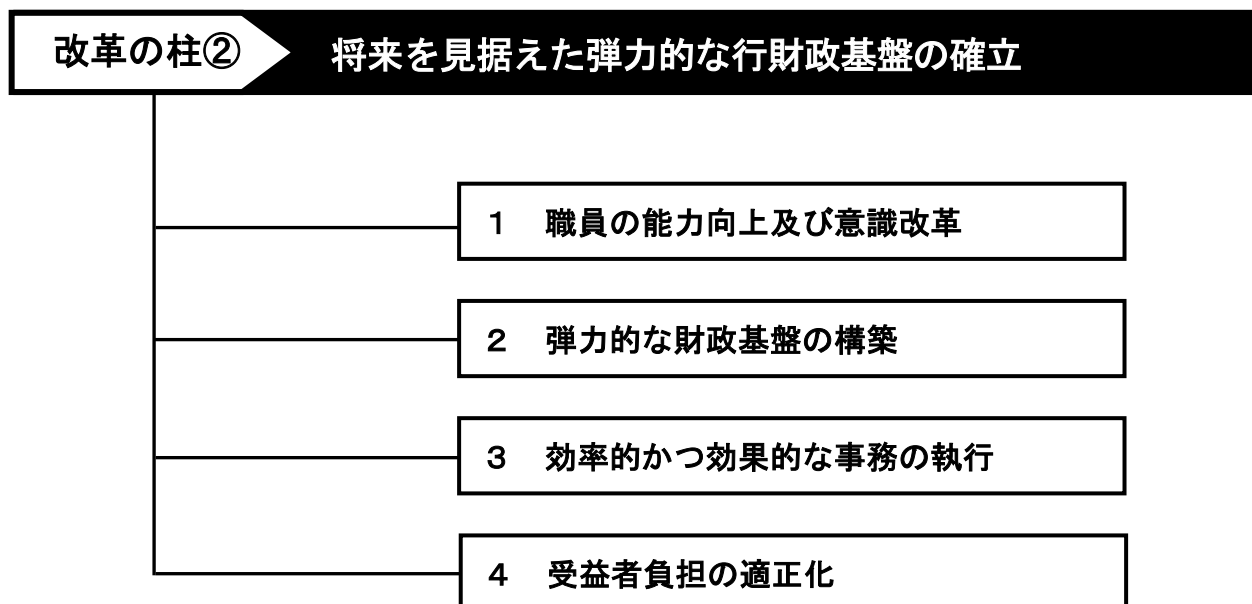 改革の柱② 将来を見据えた弾力的な行財政基盤の確立
1 職員の能力向上及び意識改革
2 弾力的な財政基盤の構築
3 効率的かつ効果的な事務の執行
4 受益者負担の適正化